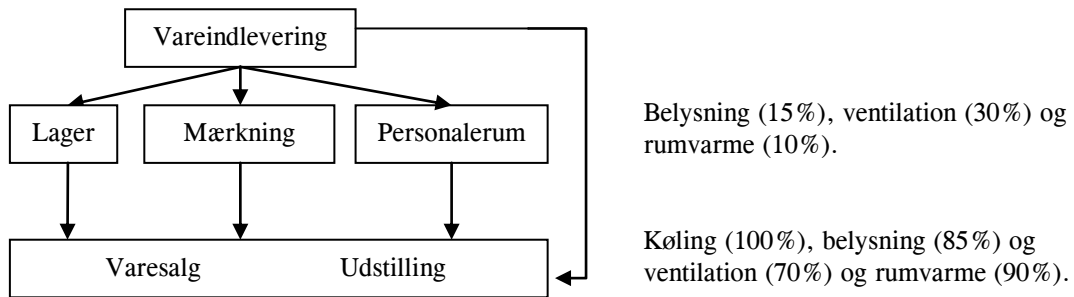 Vareindlevering
Lager
Mærkning
Personalerum
Belysning (15%), ventilation (30%) og
rumvarme (10%).
Varesalg
Udstilling
Køling (100%), belysning (85%) og
ventilation (70%) og rumvarme (90%).